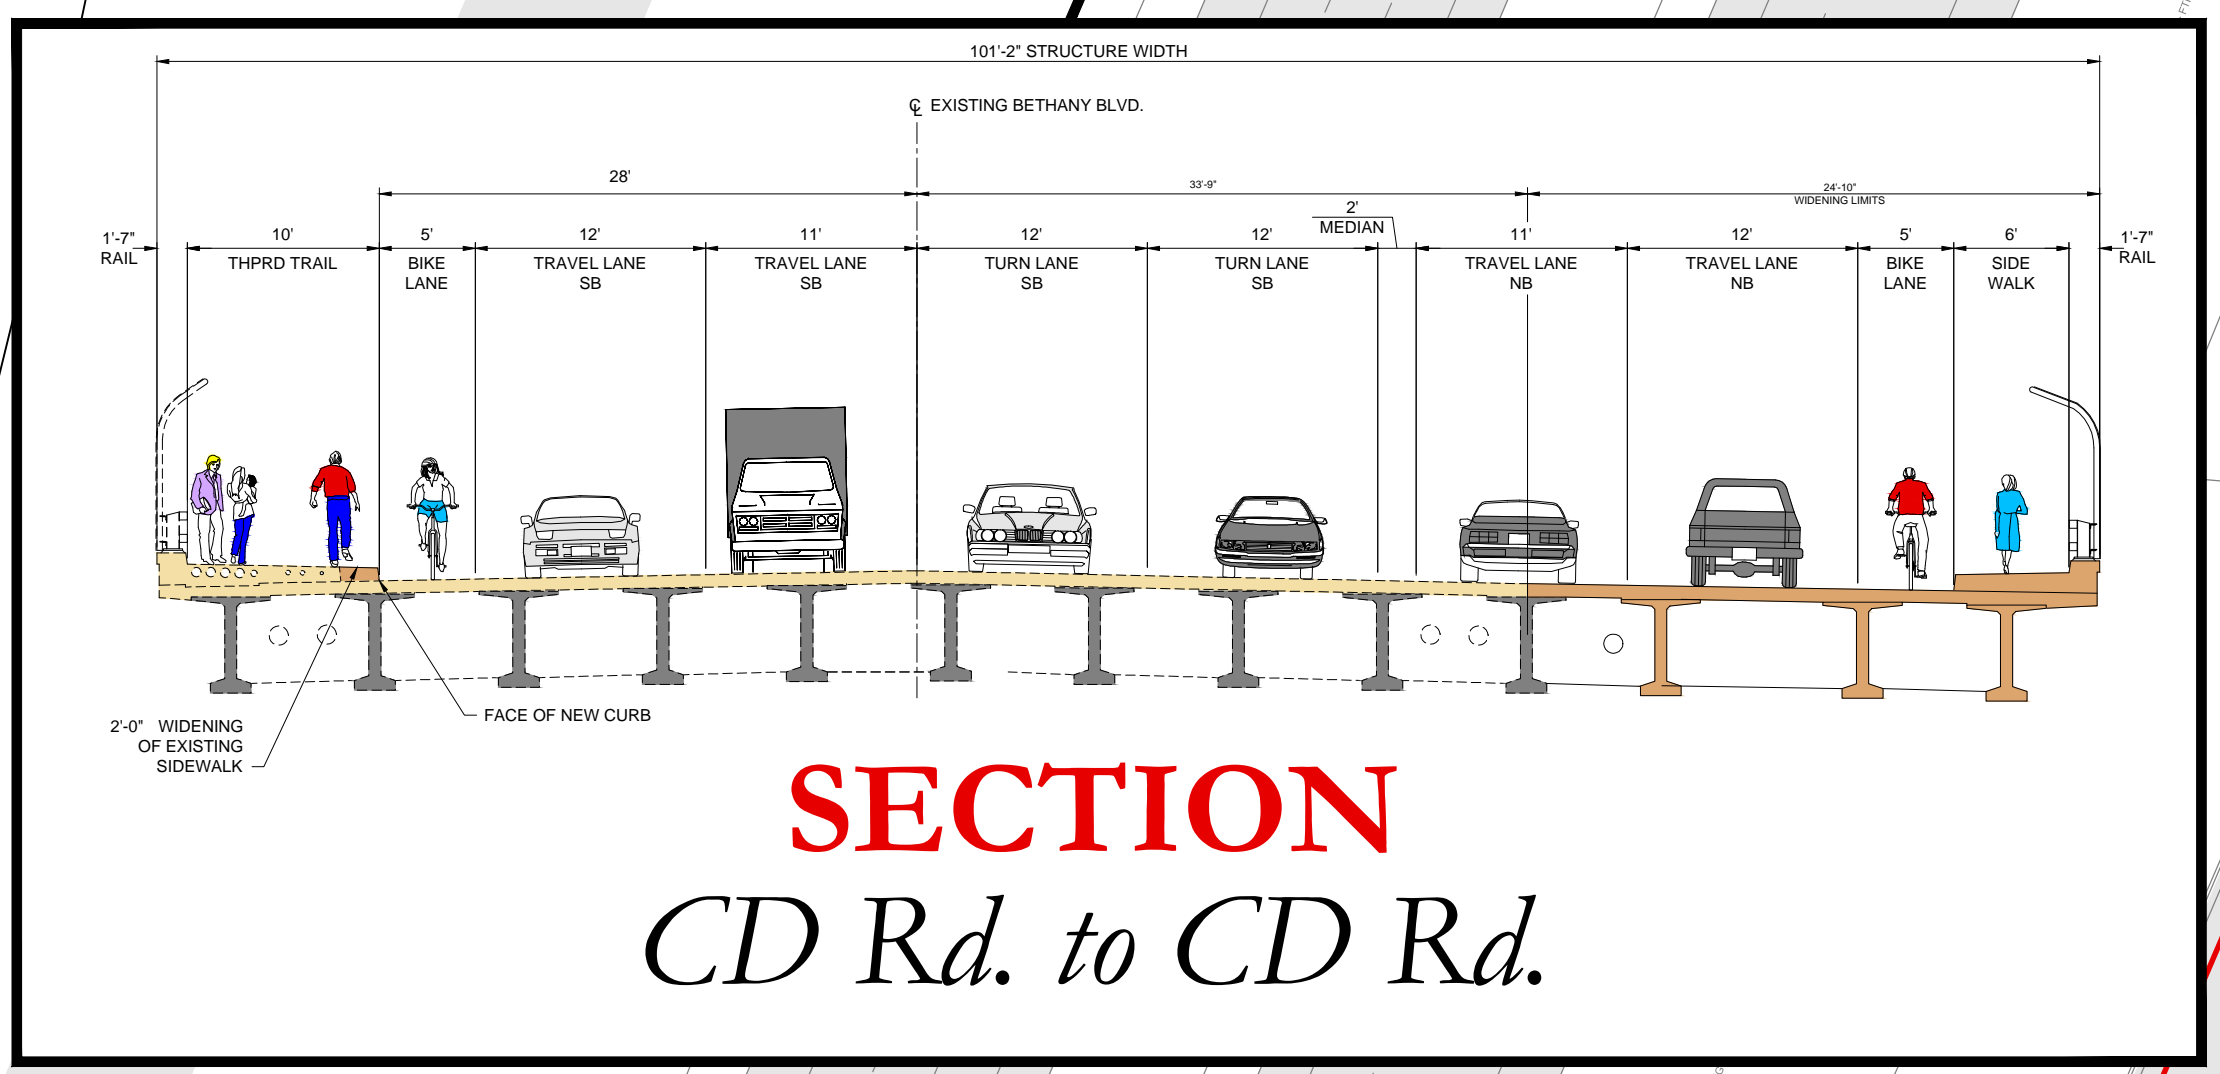 101'-2" STRUCTURE WIDTH
℄ EXISTING BETHANY BLVD.
28'
33'-9"
24'-10"
WIDENING LIMITS
2'
MEDIAN
1'-7"
RAIL
10'
THPRD TRAIL
5'
BIKE
LANE
12'
TRAVEL LANE
SB
11'
TRAVEL LANE
SB
12'
TURN LANE
SB
12'
TURN LANE
SB
11'
TRAVEL LANE
NB
12'
TRAVEL LANE
NB
5'
BIKE
LANE
6'
SIDE
WALK
1'-7"
RAIL
2'-0" WIDENING
OF EXISTING
SIDEWALK
FACE OF NEW CURB
SECTION
CD Rd. to CD Rd.